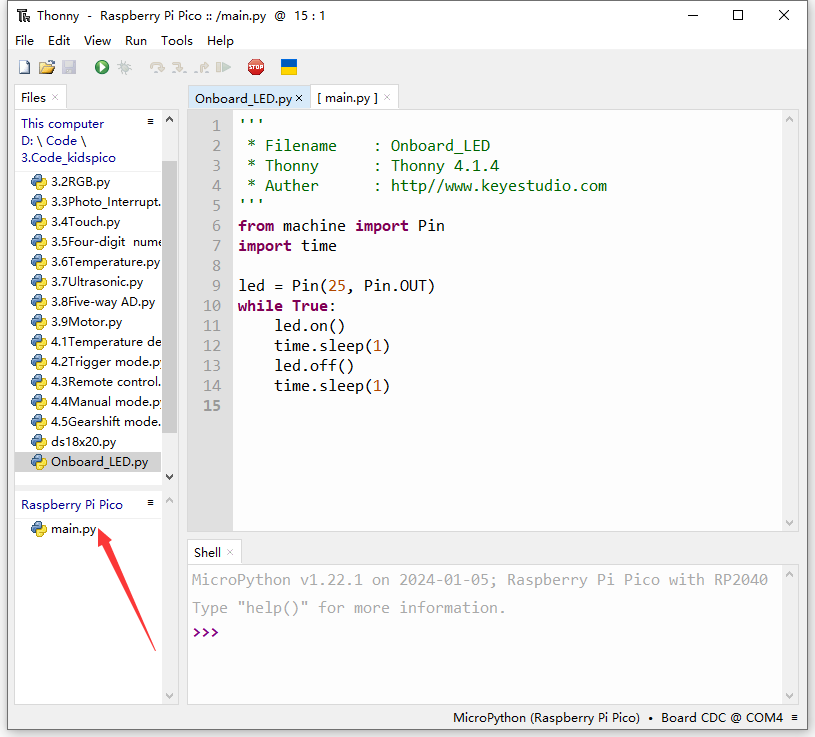 Thonny - Raspberry Pi Pico :: /main.py @ 15 : 1
File Edit View Run Tools Help
STOP
Files
This computer
D: \ Code \
3.Code_kidspico
3.2RGB.py
3.3Photo_Interrupt.
3.4Touch.py
3.5Four-digit nume
3.6Temperature.py
3.7Ultrasonic.py
3.8Five-way AD.py
3.9Motor.py
4.1Temperature de
4.2Trigger mode.py
4.3Remote control.
4.4Manual mode.py
4.5Gearshift mode.
ds18x20.py
Onboard_LED.py
Raspberry Pi Pico
main.py
Onboard_LED.py [ main.py ]
1 '''
2 * Filename : Onboard_LED
3 * Thonny : Thonny 4.1.4
4 * Auther : http//www.keyestudio.com
5 '''
6 from machine import Pin
7 import time
8
9 led = Pin(25, Pin.OUT)
10 while True:
11 led.on()
12 time.sleep(1)
13 led.off()
14 time.sleep(1)
15
Shell
MicroPython v1.22.1 on 2024-01-05; Raspberry Pi Pico with RP2040
Type "help()" for more information.
>>>
MicroPython (Raspberry Pi Pico) • Board CDC @ COM4